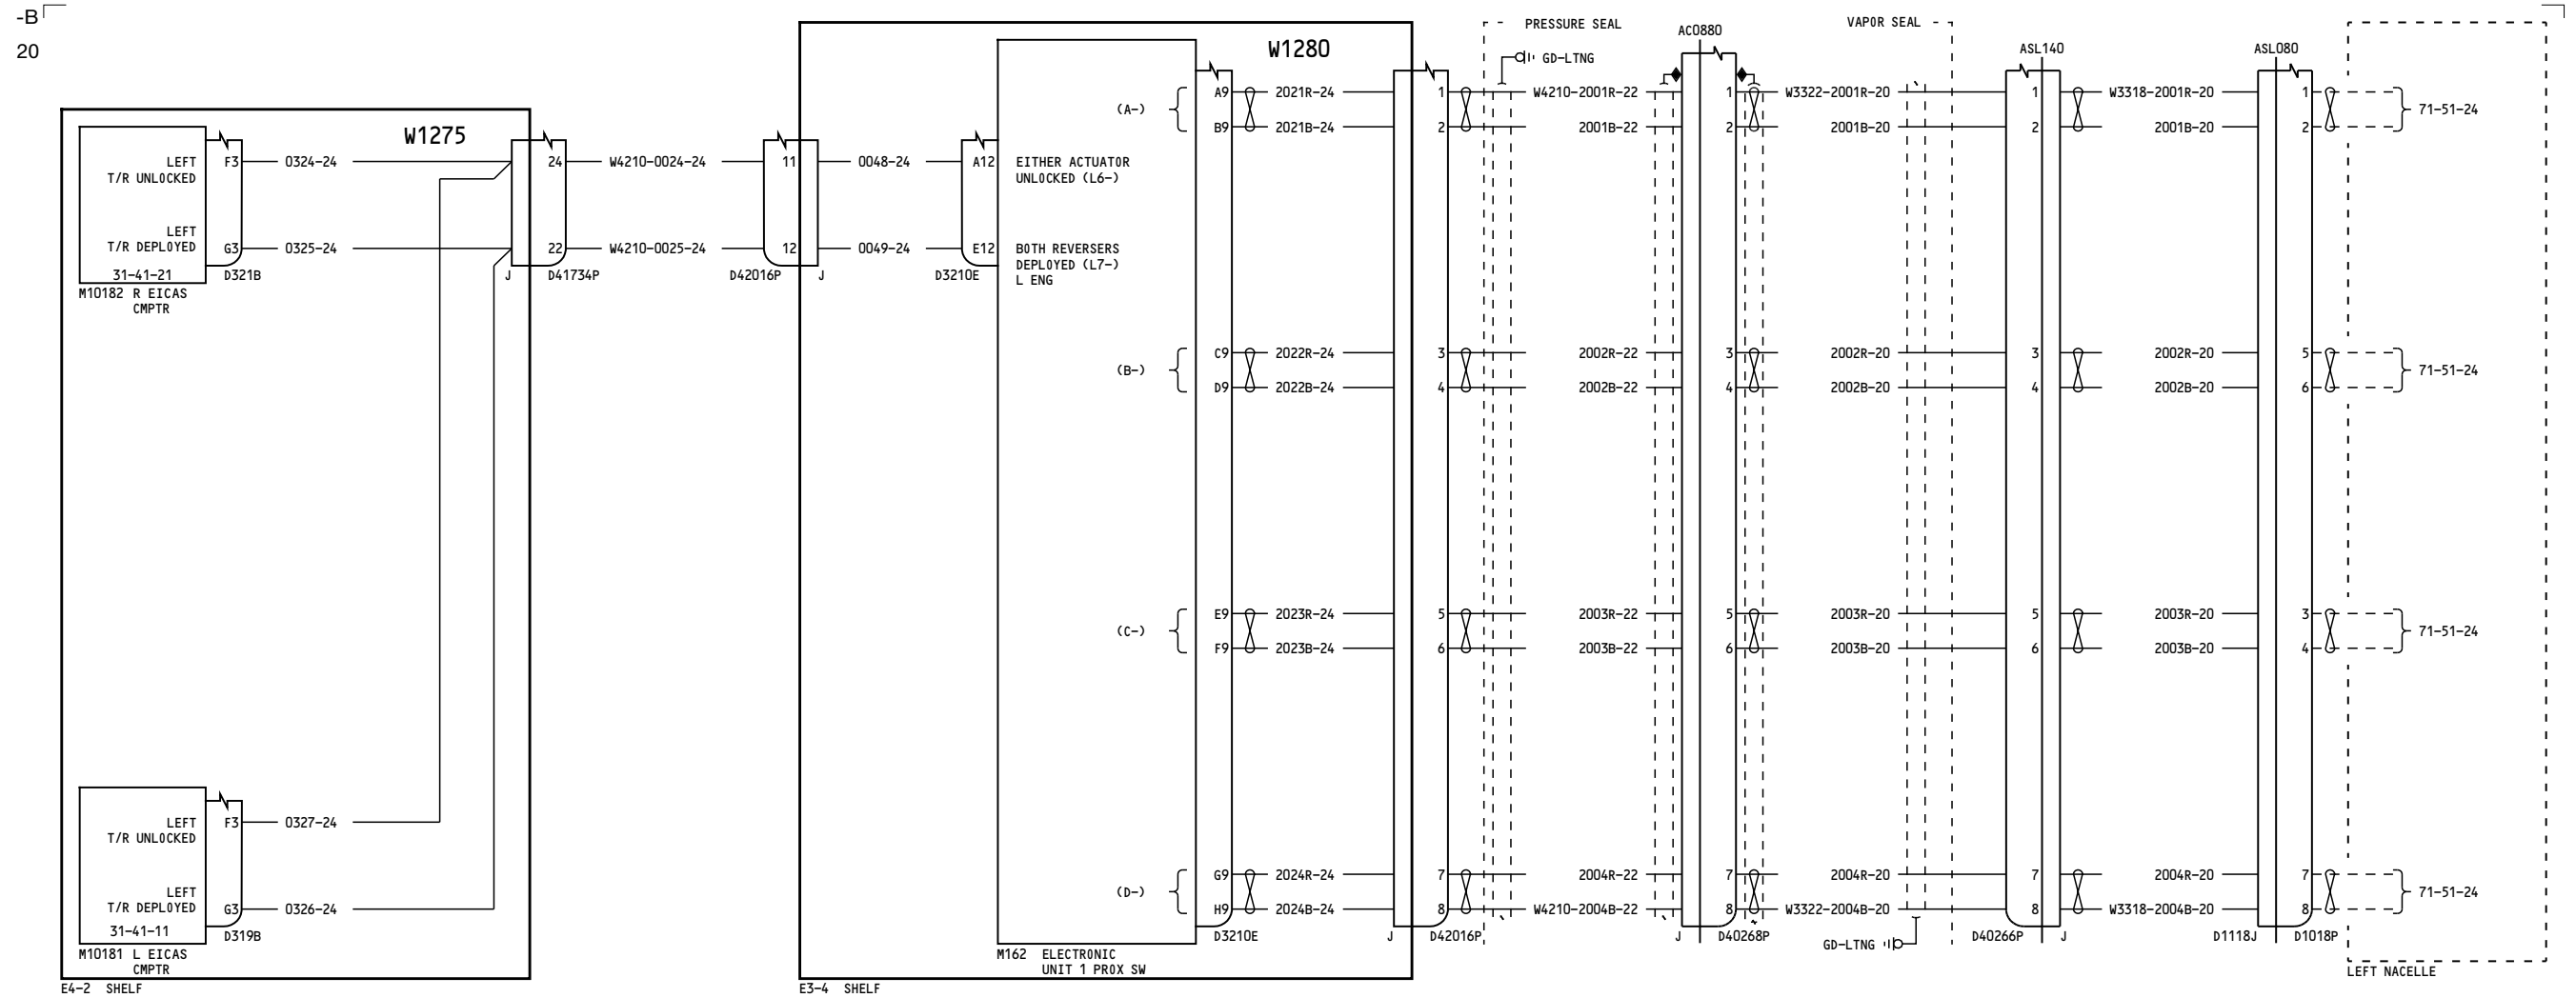 -B
20
W1275
LEFT
T/R UNLOCKED
F3
0324-24
LEFT
T/R DEPLOYED
G3
0325-24
31-41-21
D321B
M10182 R EICAS
CMPTR
24
W4210-0024-24
11
0048-24
A12
EITHER ACTUATOR
UNLOCKED (L6-)
22
W4210-0025-24
12
0049-24
E12
BOTH REVERSERS
DEPLOYED (L7-)
L ENG
J
D41734P
D42016P
J
D3210E
LEFT
T/R UNLOCKED
F3
0327-24
LEFT
T/R DEPLOYED
G3
0326-24
31-41-11
D319B
M10181 L EICAS
CMPTR
E4-2 SHELF
W1280
PRESSURE SEAL
GD-LTNG
AC0880
VAPOR SEAL
ASL140
ASL080
(A-)
A9
2021R-24
1
W4210-2001R-22
1
W3322-2001R-20
1
W3318-2001R-20
1
71-51-24
B9
2021B-24
2
2001B-22
2
2001B-20
2
2001B-20
2
(B-)
C9
2022R-24
3
2002R-22
3
2002R-20
3
2002R-20
5
71-51-24
D9
2022B-24
4
2002B-22
4
2002B-20
4
2002B-20
6
(C-)
E9
2023R-24
5
2003R-22
5
2003R-20
5
2003R-20
3
71-51-24
F9
2023B-24
6
2003B-22
6
2003B-20
6
2003B-20
4
(D-)
G9
2024R-24
7
2004R-22
7
2004R-20
7
2004R-20
7
71-51-24
H9
2024B-24
8
W4210-2004B-22
8
W3322-2004B-20
8
W3318-2004B-20
8
D3210E
J
D42016P
J
D40268P
GD-LTNG
D40266P
J
D1118J
D1018P
M162 ELECTRONIC
UNIT 1 PROX SW
E3-4 SHELF
LEFT NACELLE